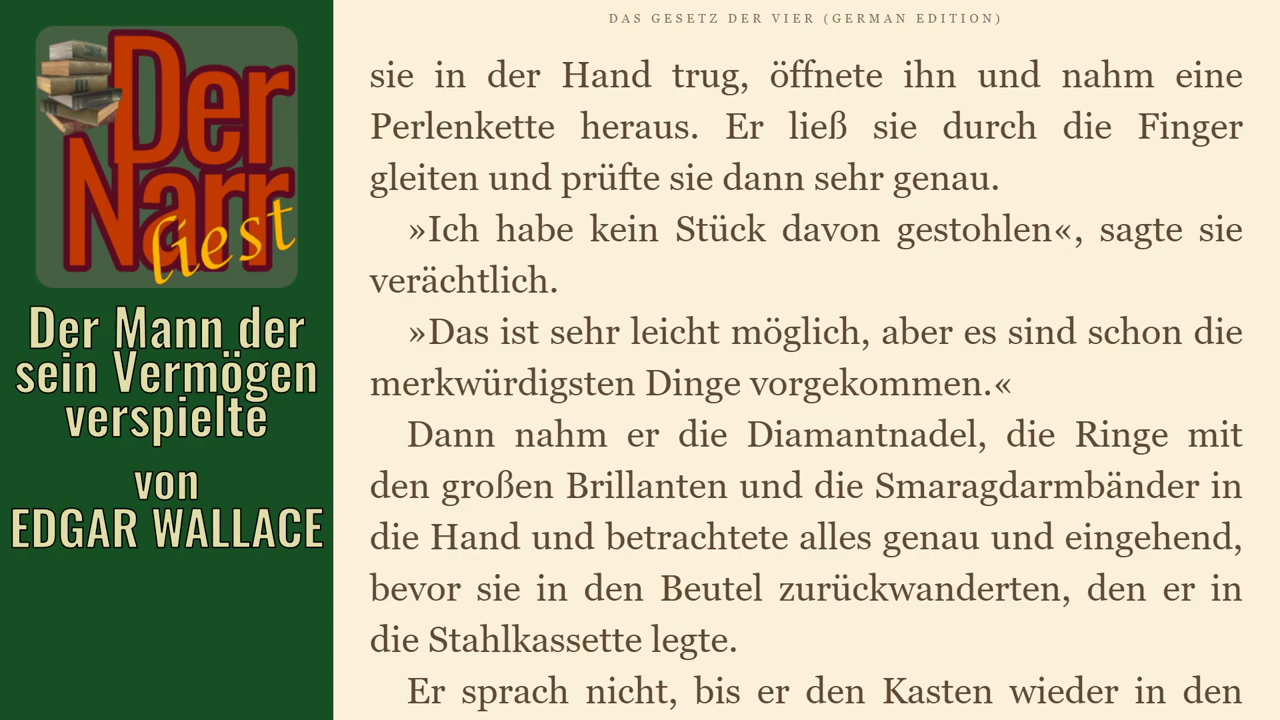 Der
Narr
liest
Der Mann der
sein Vermögen
verspielte
von
EDGAR WALLACE
DAS GESETZ DER VIER (GERMAN EDITION)
sie in der Hand trug, öffnete ihn und nahm eine
Perlenkette heraus. Er ließ sie durch die Finger
gleiten und prüfte sie dann sehr genau.
»Ich habe kein Stück davon gestohlen«, sagte sie
verächtlich.
»Das ist sehr leicht möglich, aber es sind schon die
merkwürdigsten Dinge vorgekommen.«
Dann nahm er die Diamantnadel, die Ringe mit
den großen Brillanten und die Smaragdarmbänder in
die Hand und betrachtete alles genau und eingehend,
bevor sie in den Beutel zurückwanderten, den er in
die Stahlkassette legte.
Er sprach nicht, bis er den Kasten wieder in den